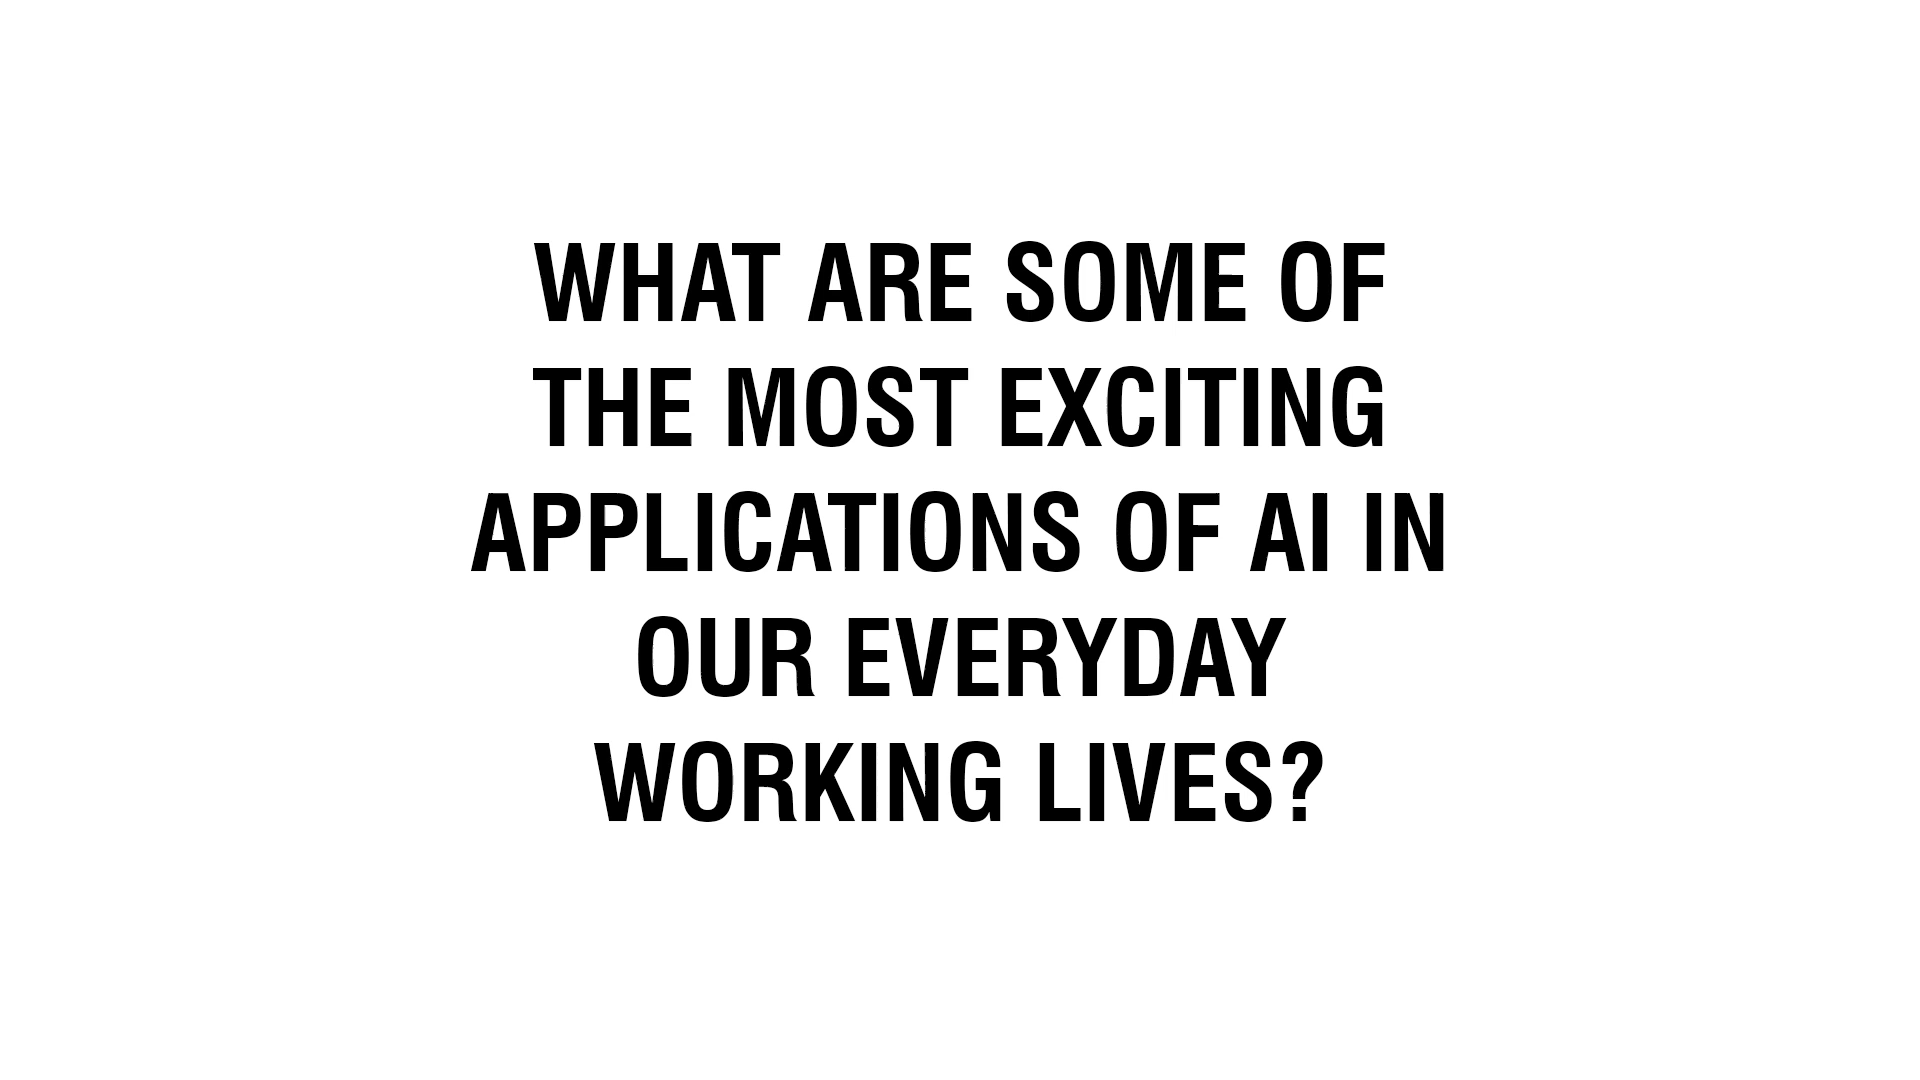 WHAT ARE SOME OF
THE MOST EXCITING
APPLICATIONS OF AI IN
OUR EVERYDAY
WORKING LIVES?